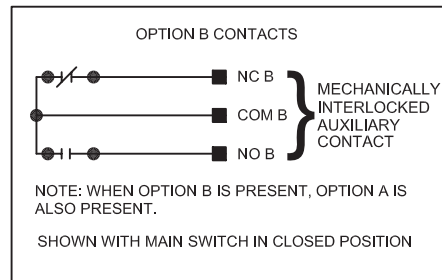 OPTION B CONTACTS
NC B
COM B
NO B
MECHANICALLY
INTERLOCKED
AUXILIARY
CONTACT
NOTE: WHEN OPTION B IS PRESENT, OPTION A IS
ALSO PRESENT.
SHOWN WITH MAIN SWITCH IN CLOSED POSITION